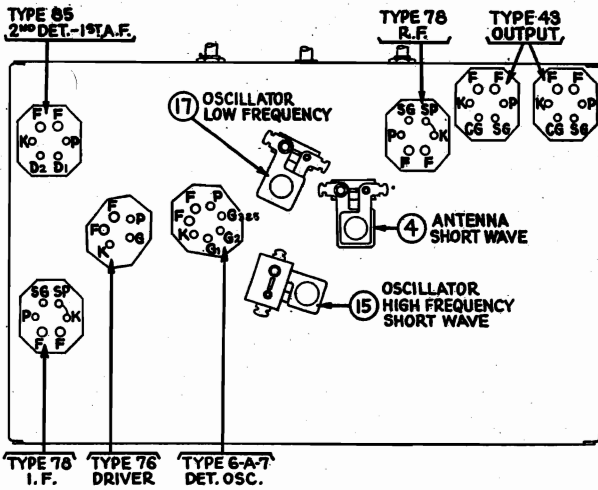 TYPE 85
2ND DET.-1ST A.F.
TYPE 78
R.F.
TYPE 43
OUTPUT
F F
K P
D2 D1
17 OSCILLATOR
LOW FREQUENCY
SG SP
P K
F F
F F
K P
CG SG
F F
K P
CG SG
F P
F G
K
F P
F G3&5
K G2
G1
4 ANTENNA
SHORT WAVE
15 OSCILLATOR
HIGH FREQUENCY
SHORT WAVE
SG SP
P K
F F
TYPE 78
I.F.
TYPE 76
DRIVER
TYPE 6-A-7
DET. OSC.